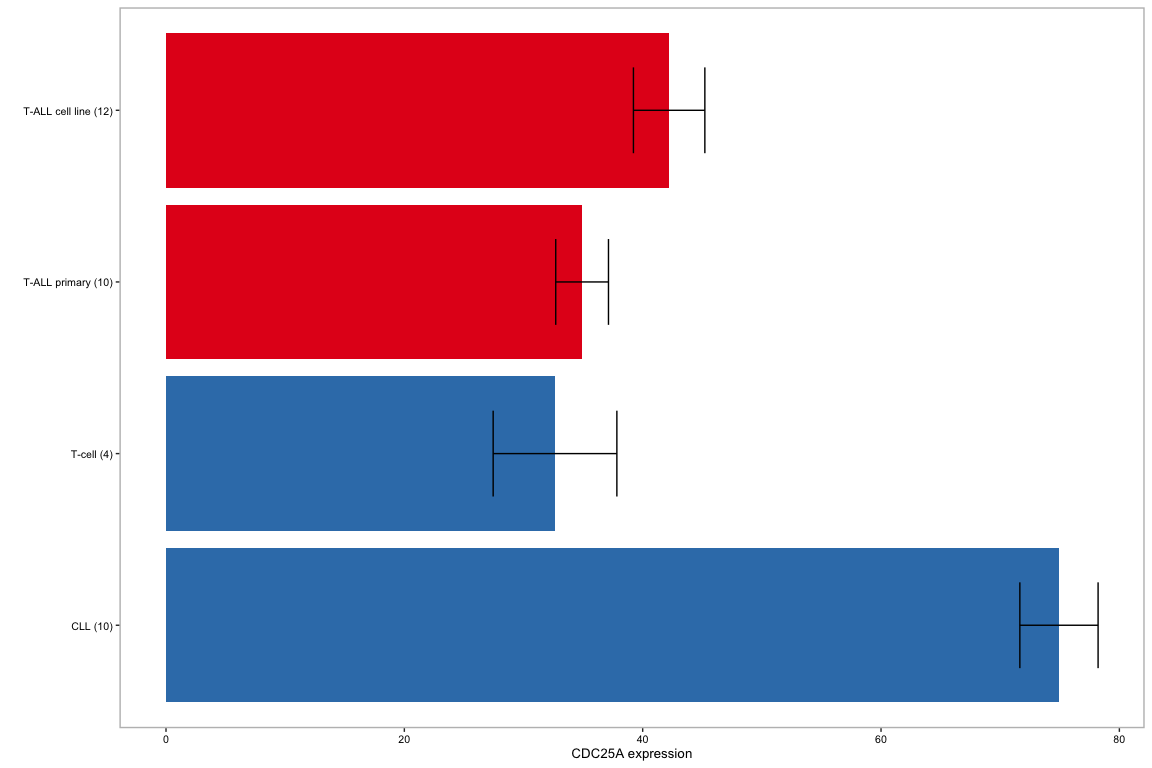 T-ALL cell line (12)
T-ALL primary (10)
T-cell (4)
CLL (10)
0 20 40 60 80
CDC25A expression